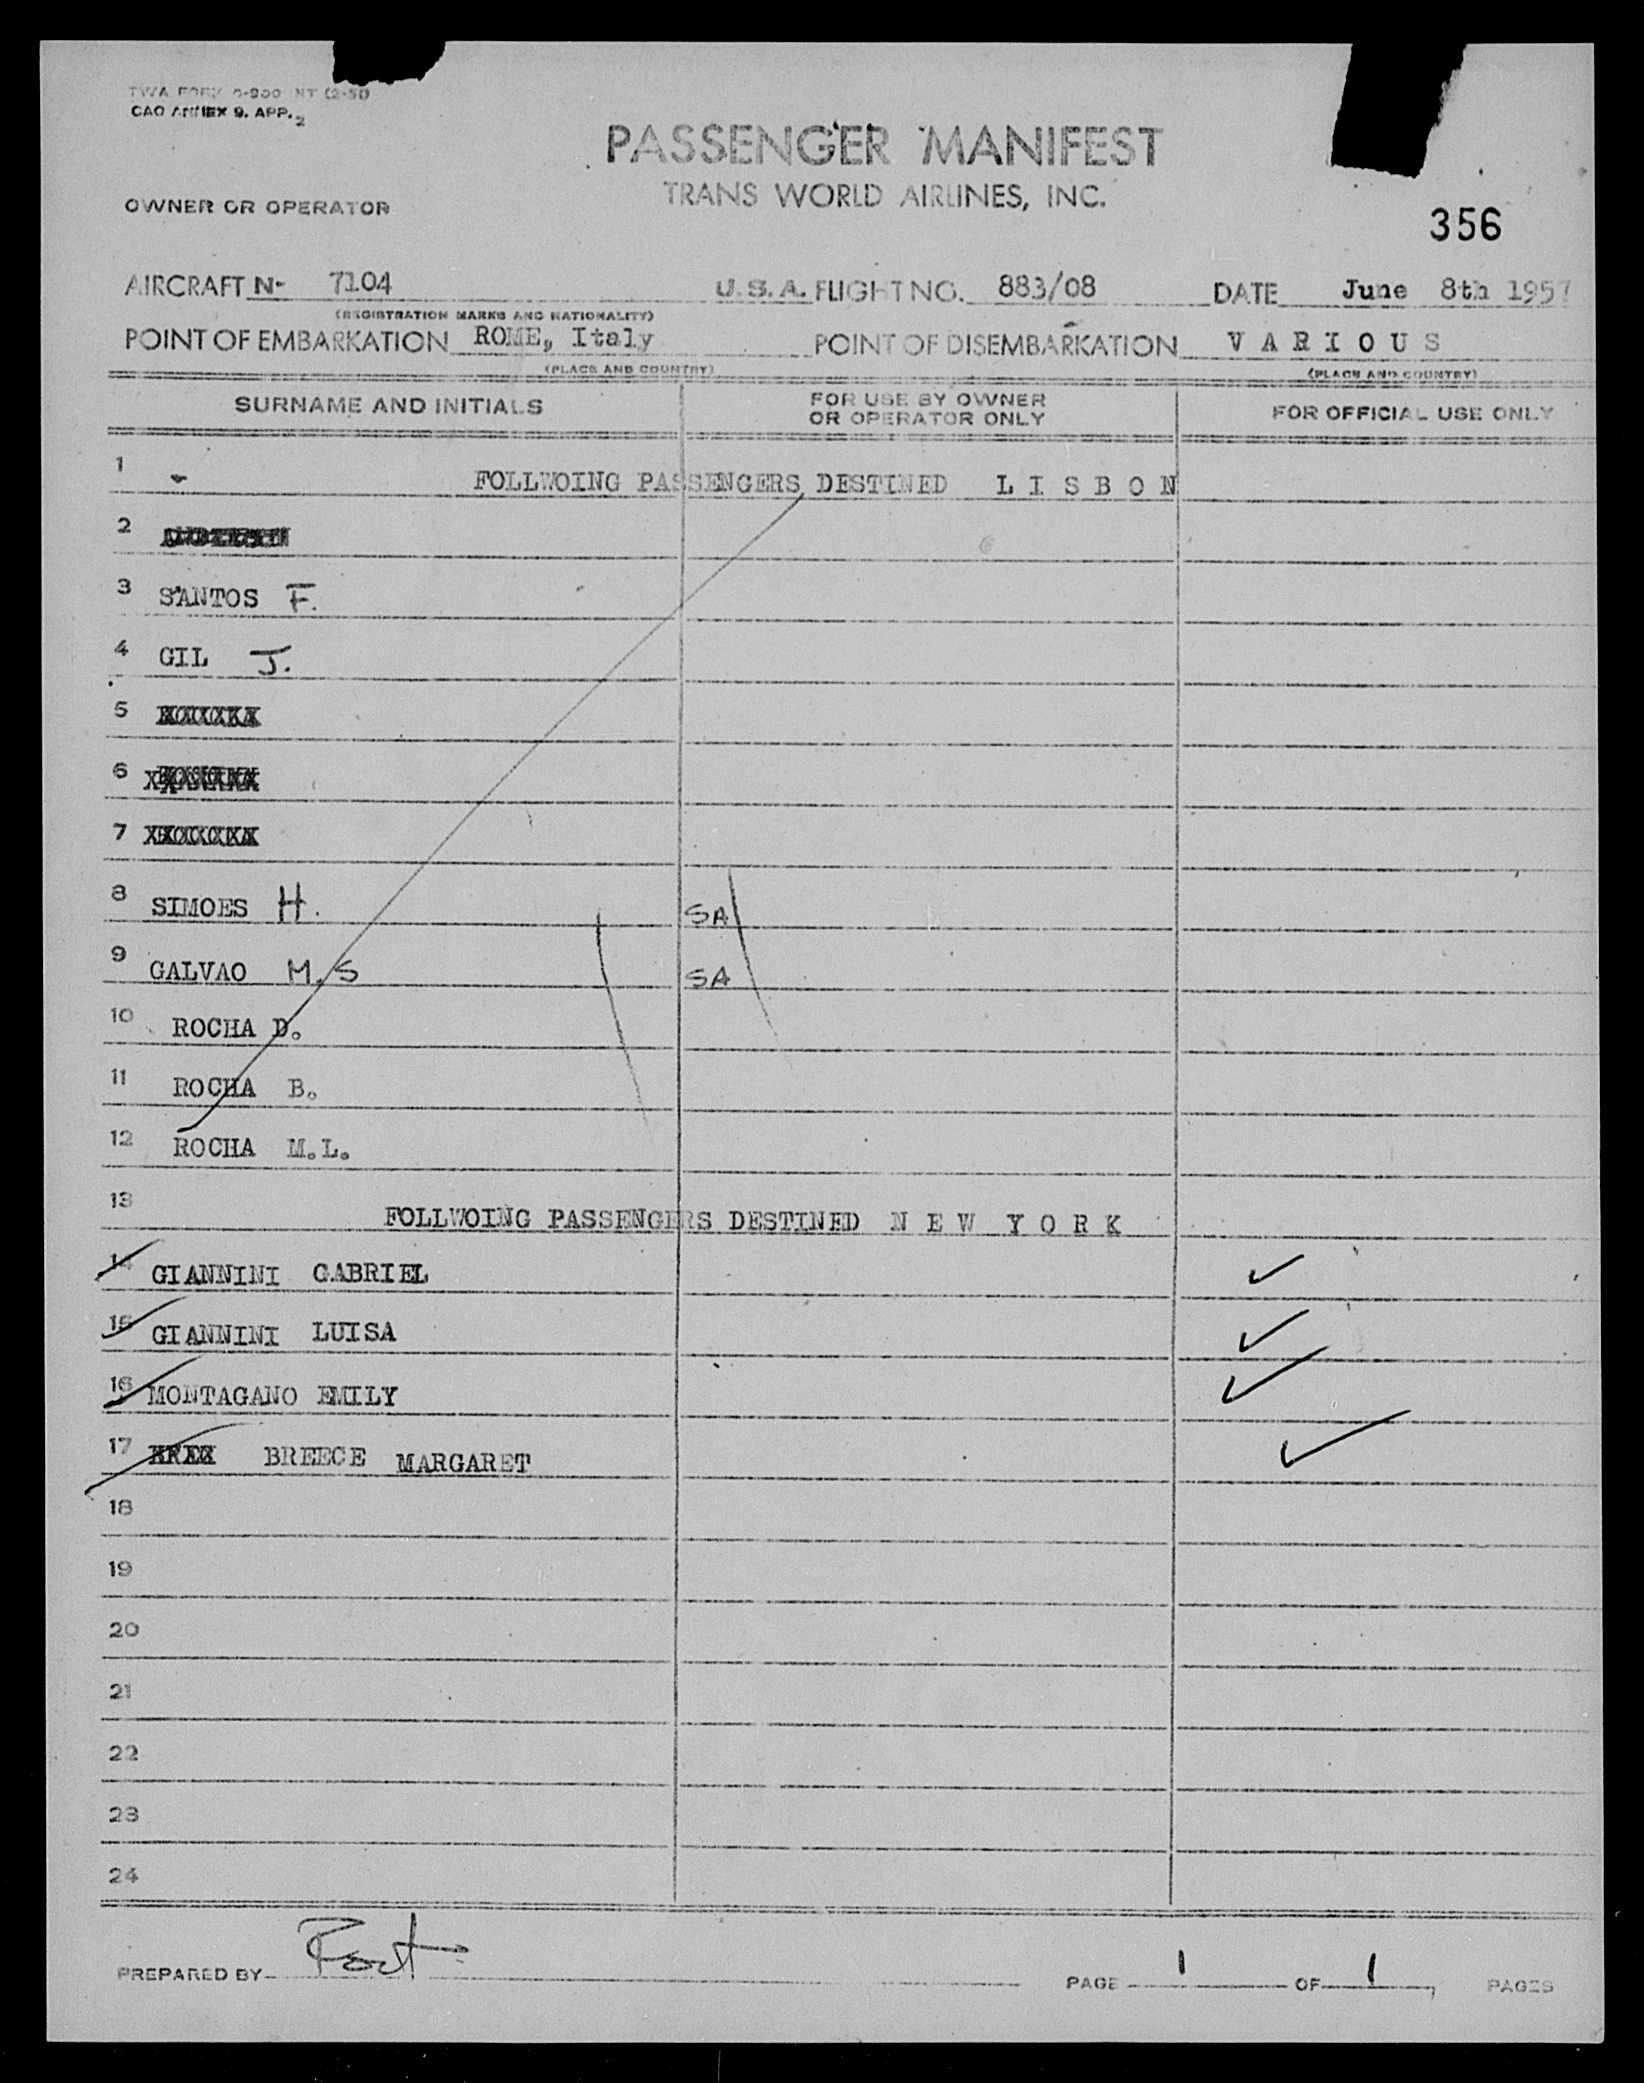 TWA FORM
CAO ANNEX 9. APP. 2
PASSENGER MANIFEST
TRANS WORLD AIRLINES, INC.
OWNER OR OPERATOR
356
AIRCRAFT N- 7104 U.S.A. FLIGHT NO. 883/08 DATE June 8th 1957
(REGISTRATION MARKS AND NATIONALITY)
POINT OF EMBARKATION ROME, Italy POINT OF DISEMBARKATION VARIOUS
(PLACE AND COUNTRY) (PLACE AND COUNTRY)
SURNAME AND INITIALS FOR USE BY OWNER OR OPERATOR ONLY FOR OFFICIAL USE ONLY
1 - FOLLWOING PASSENGERS DESTINED L I S B O N
2
3 SANTOS F.
4 GIL J.
5
6
7
8 SIMOES H. SA
9 GALVAO M.S SA
10 ROCHA D.
11 ROCHA B.
12 ROCHA M.L.
13 FOLLWOING PASSENGERS DESTINED N E W Y O R K
14 GIANNINI GABRIEL ✓
15 GIANNINI LUISA ✓
16 MONTAGANO EMILY ✓
17 BREECE MARGARET ✓
18
19
20
21
22
23
24
PREPARED BY PAGE 1 OF 1 PAGES